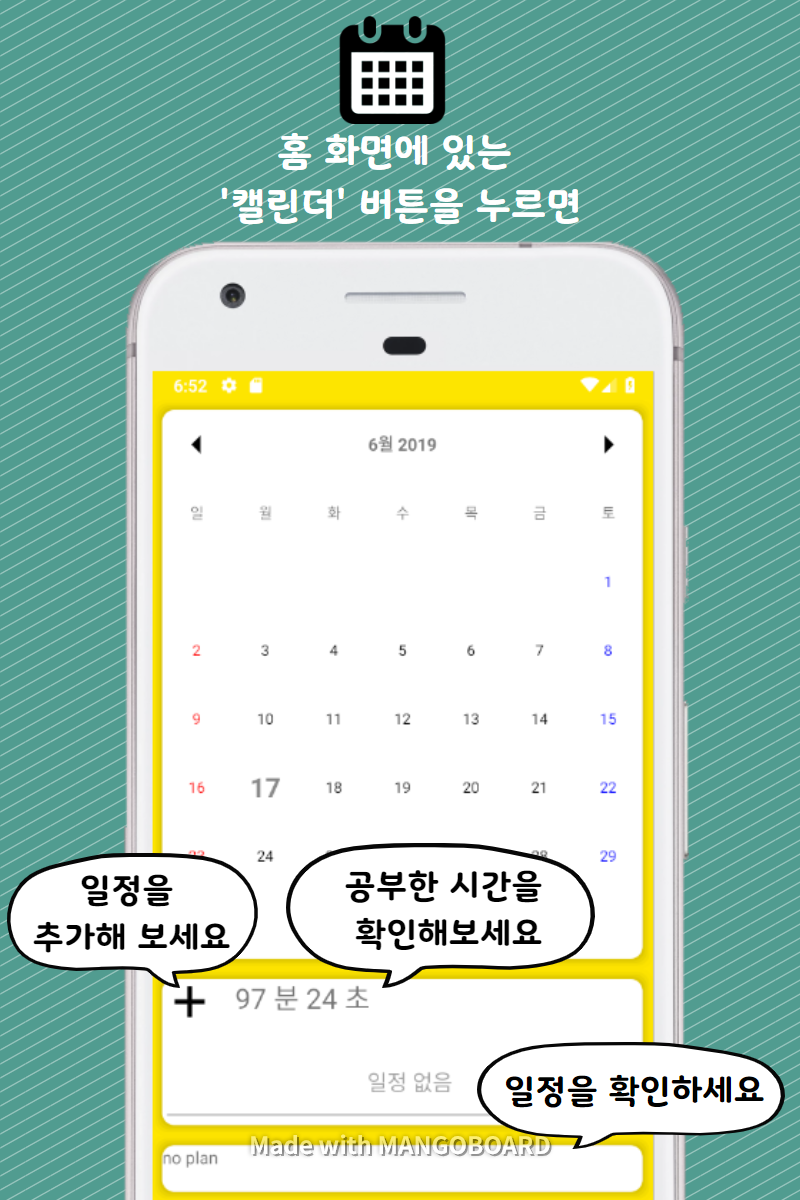 홈 화면에 있는
'캘린더' 버튼을 누르면
6:52
6월 2019
일 월 화 수 목 금 토
1
2 3 4 5 6 7 8
9 10 11 12 13 14 15
16 17 18 19 20 21 22
24 29
일정을
추가해 보세요
공부한 시간을
확인해보세요
97 분 24 초
일정 없음
일정을 확인하세요
Made with MANGOBOARD
no plan